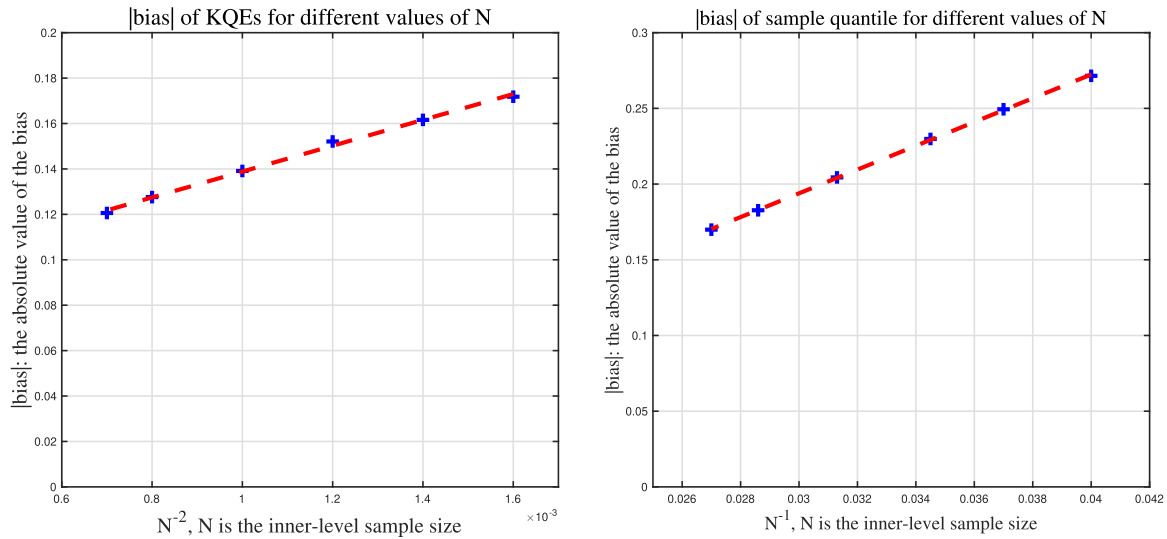 |bias| of KQEs for different values of N
0.2
0.18
0.16
0.14
0.12
0.1
0.08
0.06
0.04
0.02
0
|bias|: the absolute value of the bias
0.6 0.8 1 1.2 1.4 1.6
×10⁻³
N⁻², N is the inner-level sample size
|bias| of sample quantile for different values of N
0.3
0.25
0.2
0.15
0.1
0.05
0
|bias|: the absolute value of the bias
0.026 0.028 0.03 0.032 0.034 0.036 0.038 0.04 0.042
N⁻¹, N is the inner-level sample size